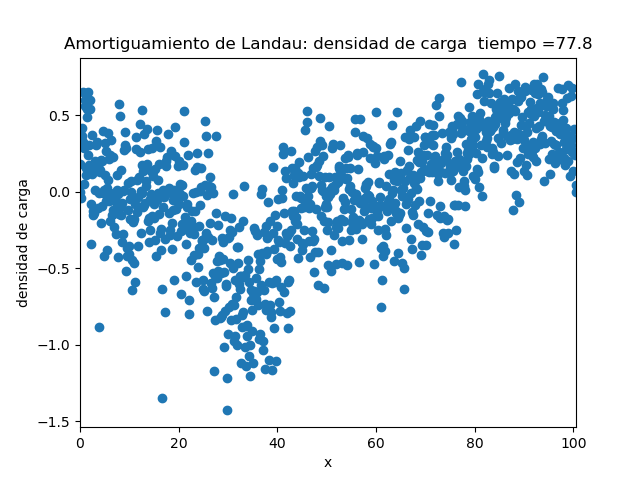 Amortiguamiento de Landau: densidad de carga  tiempo =77.8
densidad de carga
0.5
0.0
−0.5
−1.0
−1.5
0 20 40 60 80 100
x